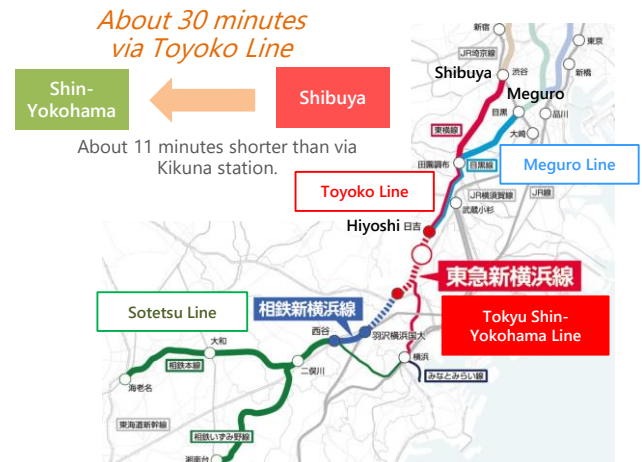 About 30 minutes
via Toyoko Line
Shin-
Yokohama
Shibuya
About 11 minutes shorter than via
Kikuna station.
新宿
JR埼京線
東京
新橋
Shibuya
渋谷
Meguro
目黒
品川
大崎
東横線
田園調布
目黒線
Meguro Line
Toyoko Line
JR横須賀線
JR線
武蔵小杉
Hiyoshi
日吉
東急新横浜線
Tokyu Shin-
Yokohama Line
Sotetsu Line
相鉄新横浜線
西谷
羽沢横浜国大
大和
二俣川
横浜
相鉄本線
みなとみらい線
海老名
東海道新幹線
相鉄いずみ野線
湘南台